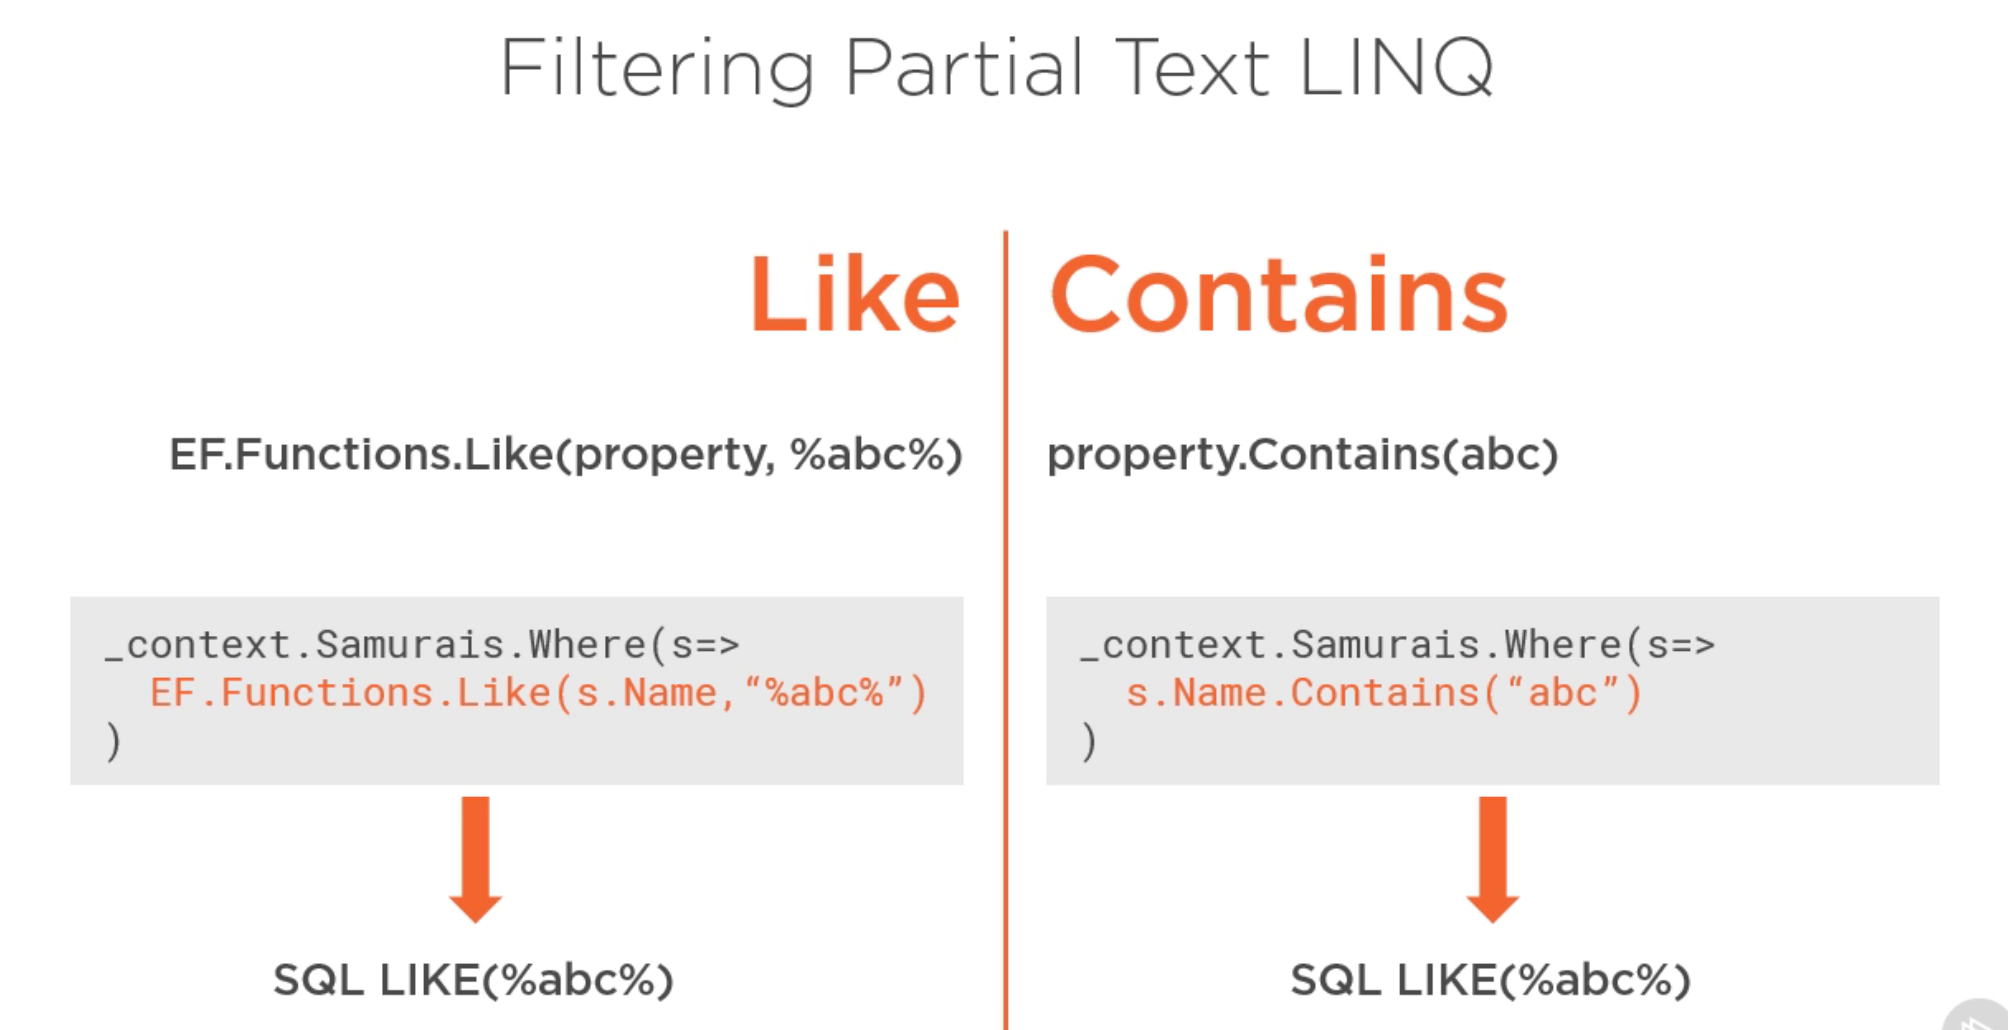 Filtering Partial Text LINQ
Like
EF.Functions.Like(property, %abc%)
_context.Samurais.Where(s=>
EF.Functions.Like(s.Name,“%abc%”)
)
SQL LIKE(%abc%)
Contains
property.Contains(abc)
_context.Samurais.Where(s=>
s.Name.Contains(“abc”)
)
SQL LIKE(%abc%)